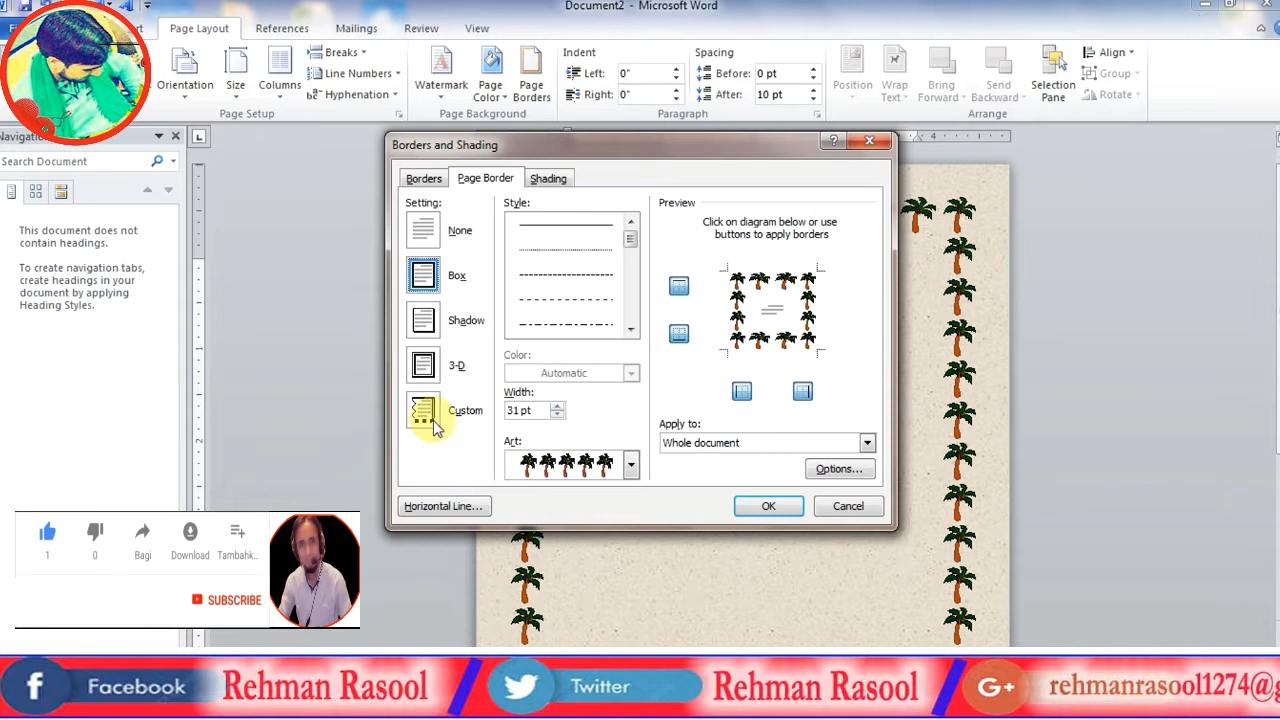 Document2 - Microsoft Word
Page Layout
References
Mailings
Review
View
Orientation
Size
Columns
Breaks
Line Numbers
Hyphenation
Page Setup
Watermark
Page
Color
Page
Borders
Page Background
Indent
Left: 0"
Right: 0"
Spacing
Before: 0 pt
After: 10 pt
Paragraph
Position
Wrap
Text
Bring
Forward
Send
Backward
Selection
Pane
Align
Group
Rotate
Arrange
Search Document
This document does not
contain headings.
To create navigation tabs,
create headings in your
document by applying
Heading Styles.
Borders and Shading
Borders
Page Border
Shading
Setting:
None
Box
Shadow
3-D
Custom
Style:
Color:
Automatic
Width:
31 pt
Art:
Preview
Click on diagram below or use
buttons to apply borders
Apply to:
Whole document
Options...
Horizontal Line...
OK
Cancel
4
2
1
0
Bagi
Download
Tambahk..
SUBSCRIBE
f Facebook
Rehman Rasool
Twitter
Rehman Rasool
G+
rehmanrasool1274@g